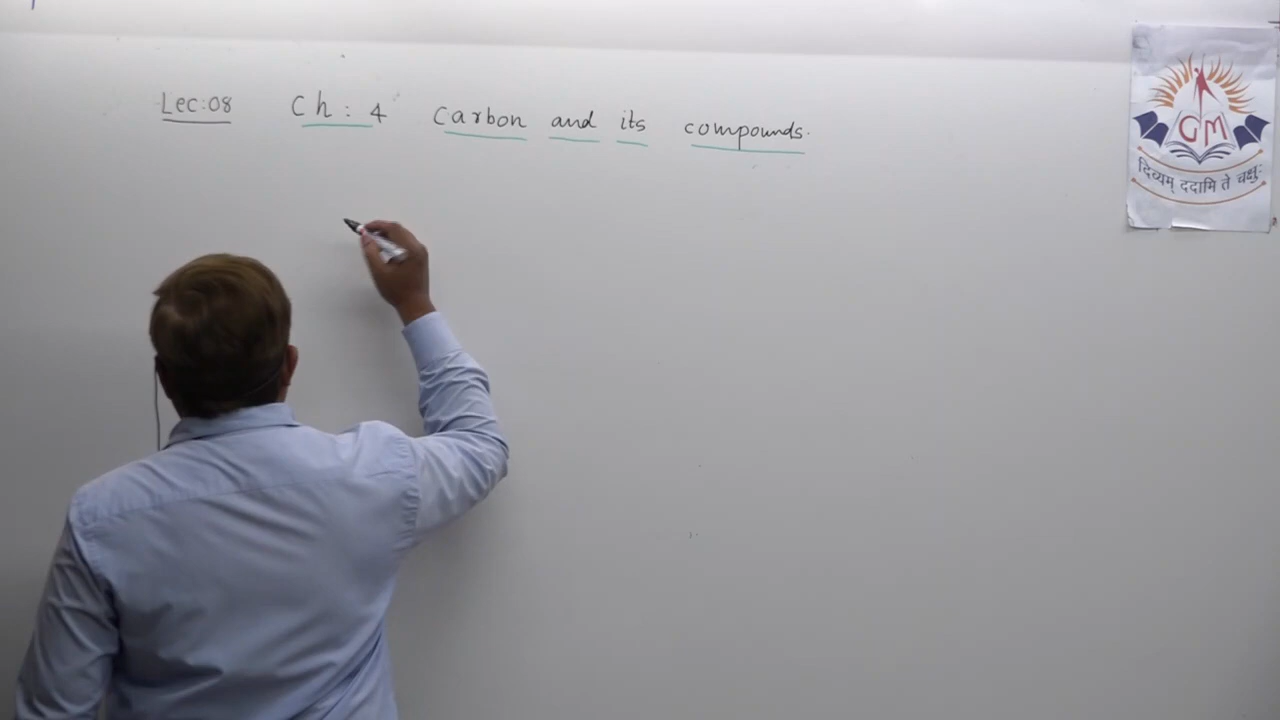 Lec:08 Ch: 4 Carbon and its compounds.
GM
दिव्यम् ददामि ते चक्षुः